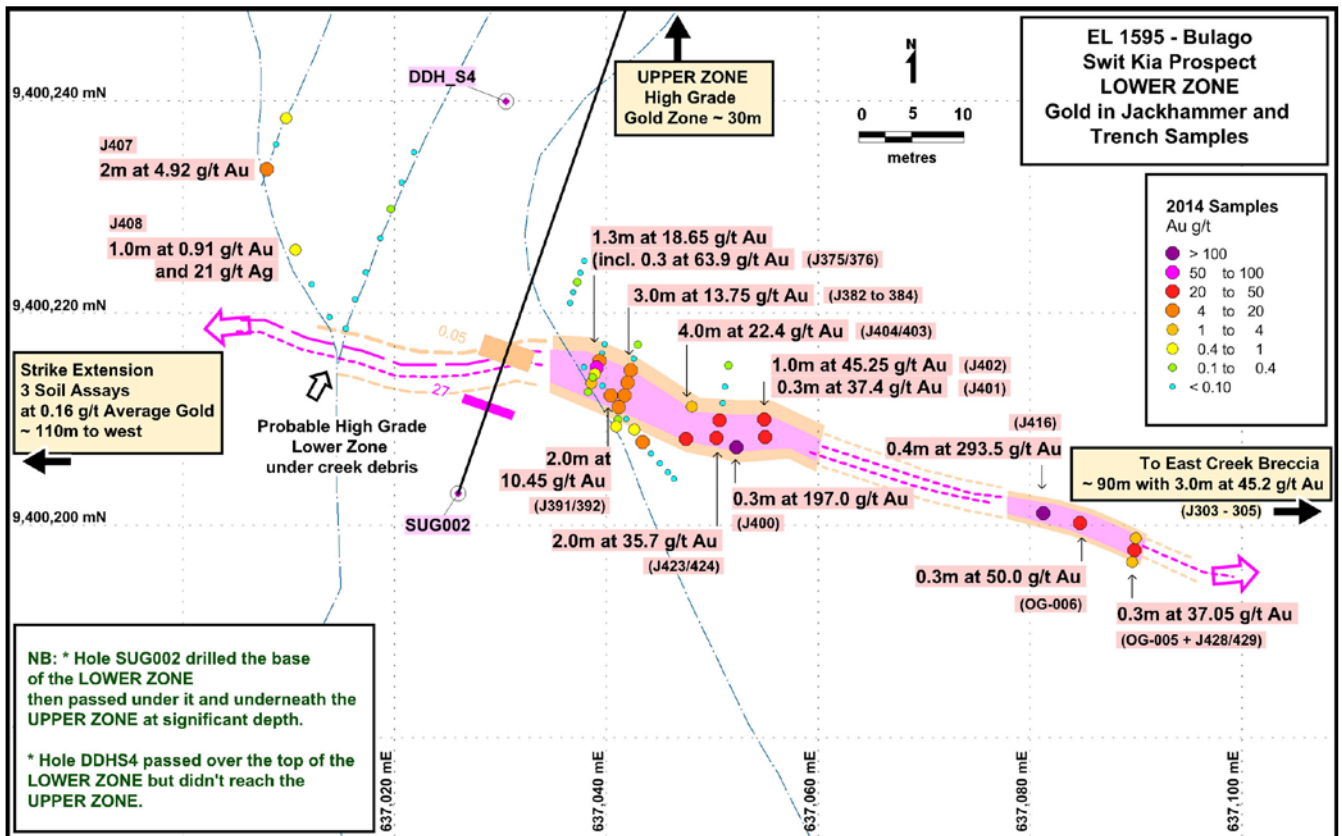 EL 1595 - Bulago
Swit Kia Prospect
LOWER ZONE
Gold in Jackhammer and
Trench Samples
N
0 5 10
metres
UPPER ZONE
High Grade
Gold Zone ~ 30m
DDH_S4
9,400,240 mN
J407
2m at 4.92 g/t Au
J408
1.0m at 0.91 g/t Au
and 21 g/t Ag
9,400,220 mN
2014 Samples
Au g/t
> 100
50 to 100
20 to 50
4 to 20
1 to 4
0.4 to 1
0.1 to 0.4
< 0.10
1.3m at 18.65 g/t Au
(incl. 0.3 at 63.9 g/t Au (J375/376)
3.0m at 13.75 g/t Au (J382 to 384)
4.0m at 22.4 g/t Au (J404/403)
1.0m at 45.25 g/t Au (J402)
0.3m at 37.4 g/t Au (J401)
0.05
27
Strike Extension
3 Soil Assays
at 0.16 g/t Average Gold
~ 110m to west
Probable High Grade
Lower Zone
under creek debris
(J416)
0.4m at 293.5 g/t Au
To East Creek Breccia
~ 90m with 3.0m at 45.2 g/t Au
(J303 - 305)
2.0m at
10.45 g/t Au
(J391/392)
0.3m at 197.0 g/t Au
(J400)
9,400,200 mN
SUG002
2.0m at 35.7 g/t Au
(J423/424)
0.3m at 50.0 g/t Au
(OG-006)
0.3m at 37.05 g/t Au
(OG-005 + J428/429)
NB: * Hole SUG002 drilled the base
of the LOWER ZONE
then passed under it and underneath the
UPPER ZONE at significant depth.
* Hole DDHS4 passed over the top of the
LOWER ZONE but didn't reach the
UPPER ZONE.
637,020 mE
637,040 mE
637,060 mE
637,080 mE
637,100 mE